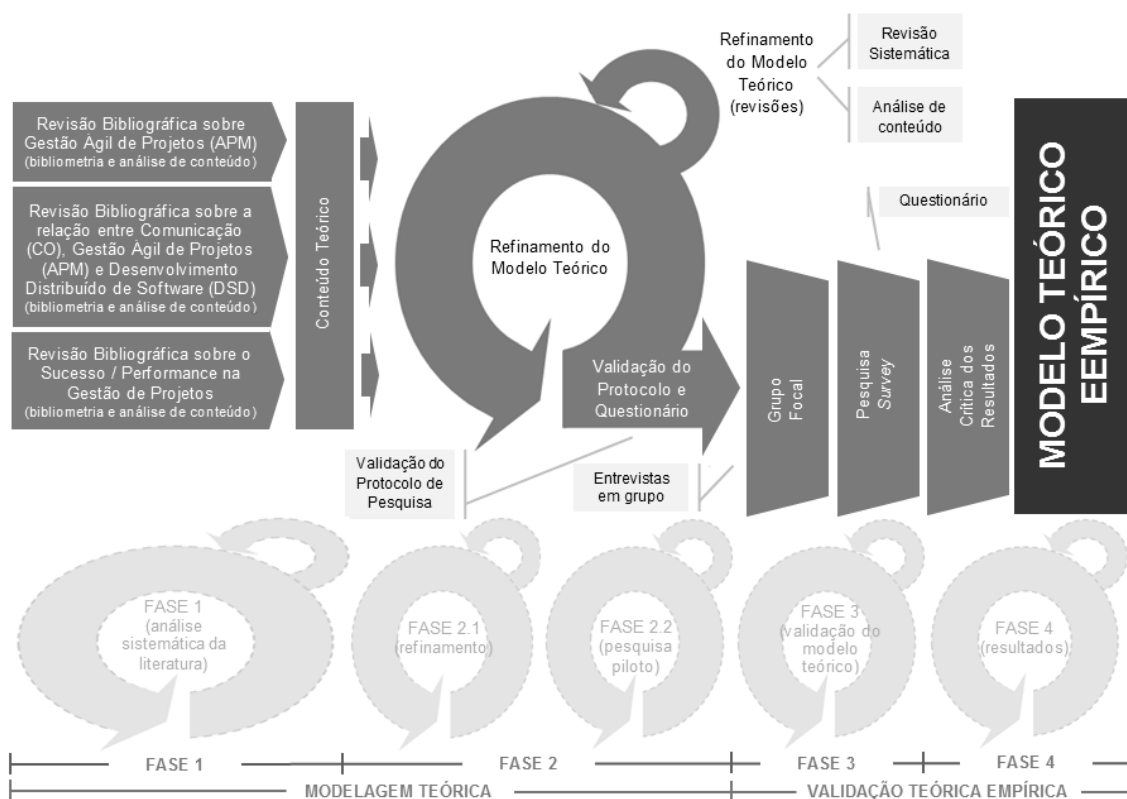 Refinamento
do Modelo
Teórico
(revisões)
Revisão
Sistemática
Análise de
conteúdo
Revisão Bibliográfica sobre
Gestão Àgil de Projetos (APM)
(bibliometria e análise de conteúdo)
Revisão Bibliográfica sobre a
relação entre Comunicação
(CO), Gestão Àgil de Projetos
(APM) e Desenvolvimento
Distribuído de Software (DSD)
(bibliometria e análise de conteúdo)
Revisão Bibliográfica sobre o
Sucesso / Performance na
Gestão de Projetos
(bibliometria e análise de conteúdo)
Conteúdo Teórico
Refinamento do
Modelo Teórico
Validação do
Protocolo e
Questionário
Validação do
Protocolo de
Pesquisa
Entrevistas
em grupo
Questionário
Grupo
Focal
Pesquisa
Survey
Análise
Crítica dos
Resultados
MODELO TEÓRICO
EEMPÍRICO
FASE 1
(análise
sistemática da
literatura)
FASE 2.1
(refinamento)
FASE 2.2
(pesquisa
piloto)
FASE 3
(validação do
modelo
teórico)
FASE 4
(resultados)
FASE 1
FASE 2
FASE 3
FASE 4
MODELAGEM TEÓRICA
VALIDAÇÃO TEÓRICA EMPÍRICA